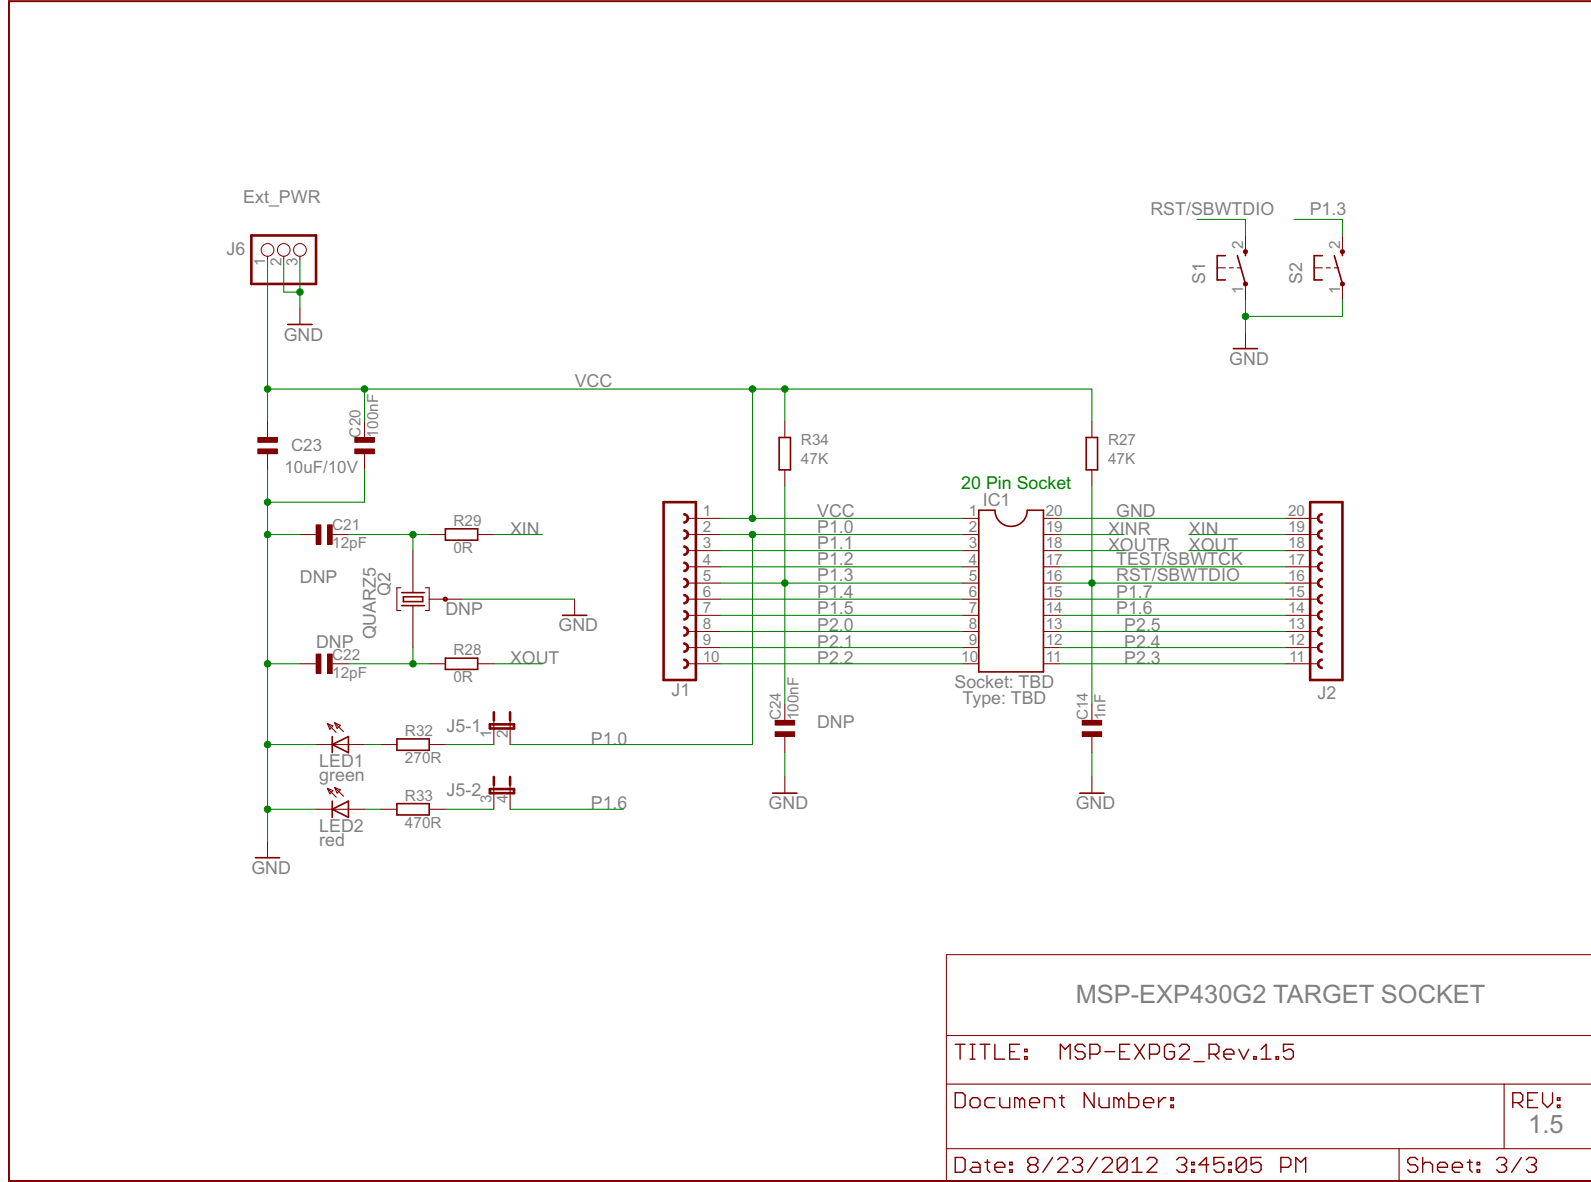 Ext_PWR
J6
1
2
3
GND
RST/SBWTDIO
P1.3
S1
2
1
S2
2
1
GND
VCC
C23
10uF/10V
C20
100nF
R34
47K
R27
47K
20 Pin Socket
IC1
C21
12pF
DNP
R29
0R
XIN
QUARZ5
Q2
DNP
GND
DNP
C22
12pF
R28
0R
XOUT
1 VCC 1
2 P1.0 2
3 P1.1 3
4 P1.2 4
5 P1.3 5
6 P1.4 6
7 P1.5 7
8 P2.0 8
9 P2.1 9
10 P2.2 10
J1
20 GND 20
19 XINR XIN 19
18 XOUTR XOUT 18
17 TEST/SBWTCK 17
16 RST/SBWTDIO 16
15 P1.7 15
14 P1.6 14
13 P2.5 13
12 P2.4 12
11 P2.3 11
J2
Socket: TBD
Type: TBD
C24
100nF
DNP
GND
C14
1nF
GND
LED1
green
R32
270R
J5-1
1
2
P1.0
LED2
red
R33
470R
J5-2
3
4
P1.6
GND
MSP-EXP430G2 TARGET SOCKET
TITLE: MSP-EXPG2_Rev.1.5
Document Number:
REV:
1.5
Date: 8/23/2012 3:45:05 PM
Sheet: 3/3